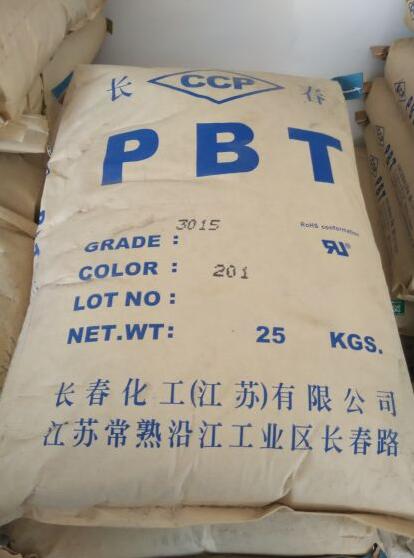 长 CCP 春
PBT
RoHS conformation
GRADE: 3015
COLOR: 201
LOT NO:
NET.WT: 25 KGS.
长春化工(江苏)有限公司
江苏常熟沿江工业区长春路